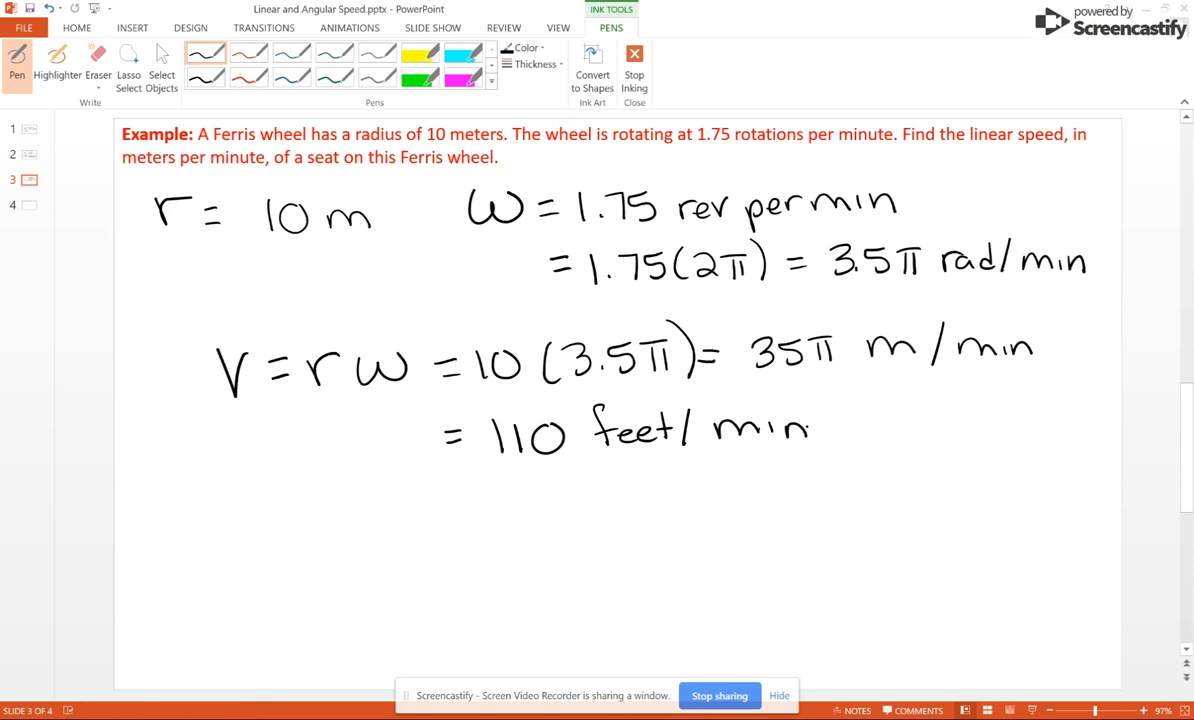 Linear and Angular Speed.pptx - PowerPoint
INK TOOLS
powered by
Screencastify
FILE HOME INSERT DESIGN TRANSITIONS ANIMATIONS SLIDE SHOW REVIEW VIEW PENS
Pen Highlighter Eraser Lasso Select Select Objects
Color
Thickness
Convert to Shapes
Stop Inking
Write Pens Ink Art Close
1
2
3
4
Example: A Ferris wheel has a radius of 10 meters. The wheel is rotating at 1.75 rotations per minute. Find the linear speed, in
meters per minute, of a seat on this Ferris wheel.
r = 10 m ω = 1.75 rev per min
= 1.75(2π) = 3.5π rad/min
V = r ω = 10 (3.5π) = 35π m/min
= 110 feet/min
Screencastify - Screen Video Recorder is sharing a window. Stop sharing Hide
SLIDE 3 OF 4 NOTES COMMENTS 97%